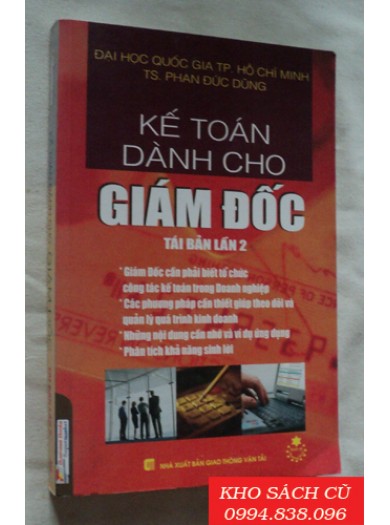 ĐẠI HỌC QUỐC GIA TP. HỒ CHÍ MINH
TS. PHAN ĐỨC DŨNG
KẾ TOÁN
DÀNH CHO
GIÁM ĐỐC
TÁI BẢN LẦN 2
* Giám Đốc cần phải biết tổ chức
công tác kế toán trong Doanh nghiệp
* Các phương pháp cần thiết giúp theo dõi và
quản lý quá trình kinh doanh
* Những nội dung cần nhớ và ví dụ ứng dụng
* Phân tích khả năng sinh lời
NHÀ XUẤT BẢN GIAO THÔNG VẬN TẢI
KHO SÁCH CŨ
0994.838.096